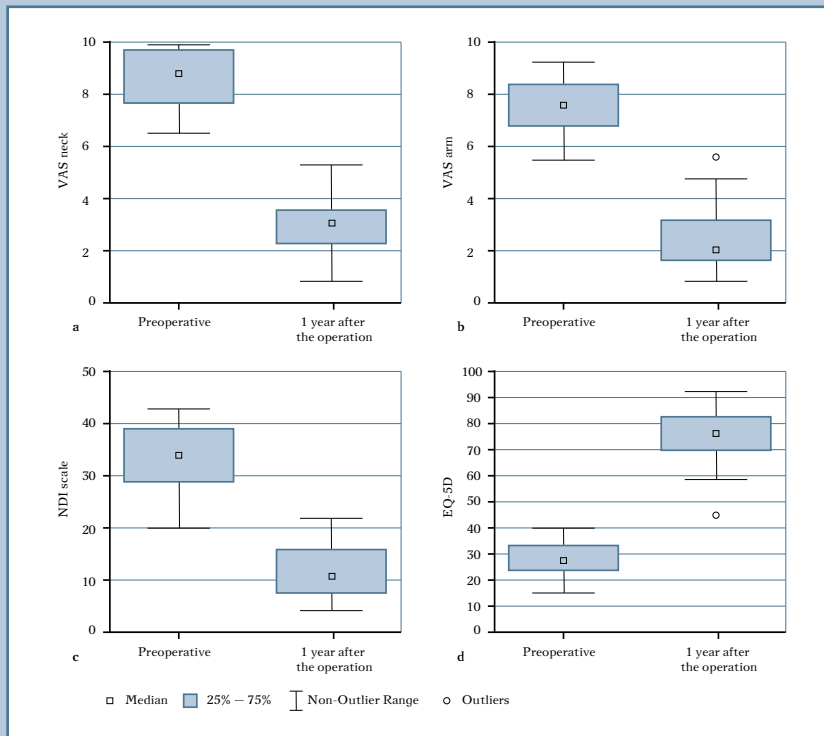 VAS neck
10
8
6
4
2
0
Preoperative
1 year after
the operation
a
VAS arm
10
8
6
4
2
0
Preoperative
1 year after
the operation
b
NDI scale
50
40
30
20
10
0
Preoperative
1 year after
the operation
c
EQ-5D
100
90
80
70
60
50
40
30
20
10
0
Preoperative
1 year after
the operation
d
Median 25% – 75% Non-Outlier Range Outliers